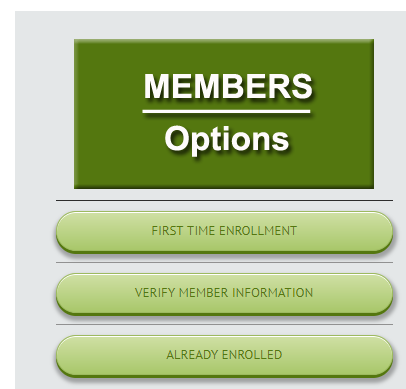 MEMBERS
Options
FIRST TIME ENROLLMENT
VERIFY MEMBER INFORMATION
ALREADY ENROLLED